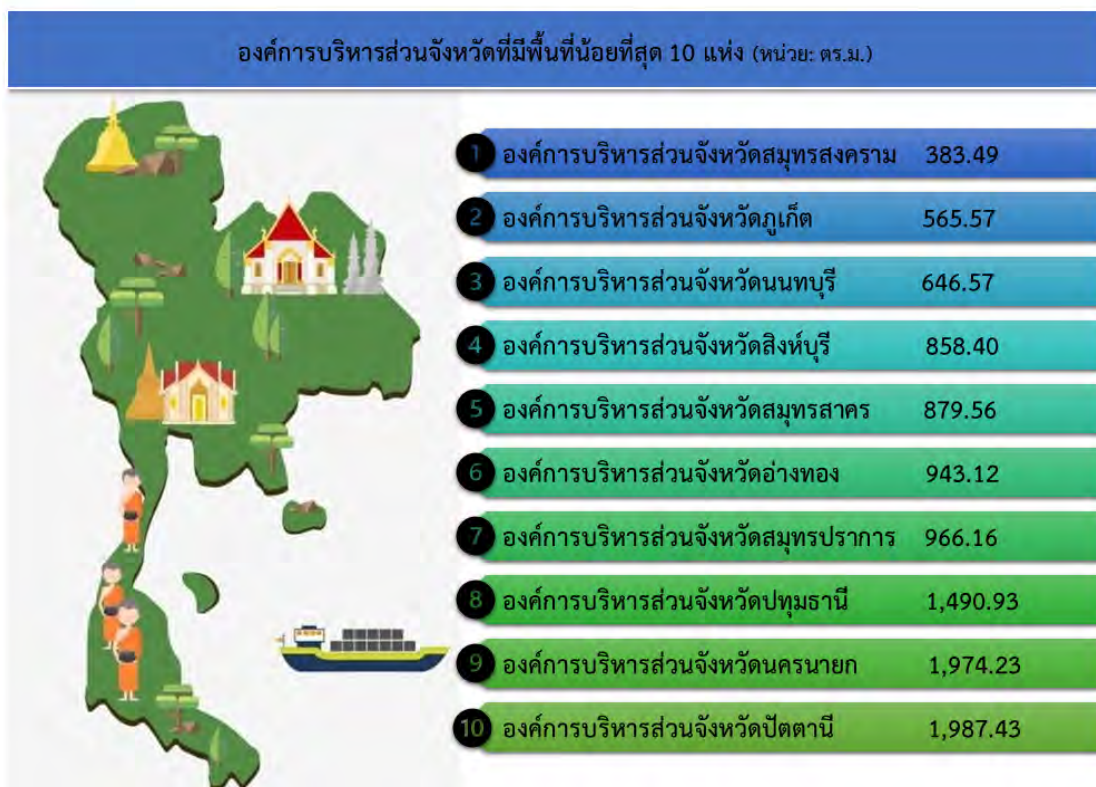 องค์การบริหารส่วนจังหวัดที่มีพื้นที่น้อยที่สุด 10 แห่ง (หน่วย: ตร.ม.)
1 องค์การบริหารส่วนจังหวัดสมุทรสงคราม 383.49
2 องค์การบริหารส่วนจังหวัดภูเก็ต 565.57
3 องค์การบริหารส่วนจังหวัดนนทบุรี 646.57
4 องค์การบริหารส่วนจังหวัดสิงห์บุรี 858.40
5 องค์การบริหารส่วนจังหวัดสมุทรสาคร 879.56
6 องค์การบริหารส่วนจังหวัดอ่างทอง 943.12
7 องค์การบริหารส่วนจังหวัดสมุทรปราการ 966.16
8 องค์การบริหารส่วนจังหวัดปทุมธานี 1,490.93
9 องค์การบริหารส่วนจังหวัดนครนายก 1,974.23
10 องค์การบริหารส่วนจังหวัดปัตตานี 1,987.43